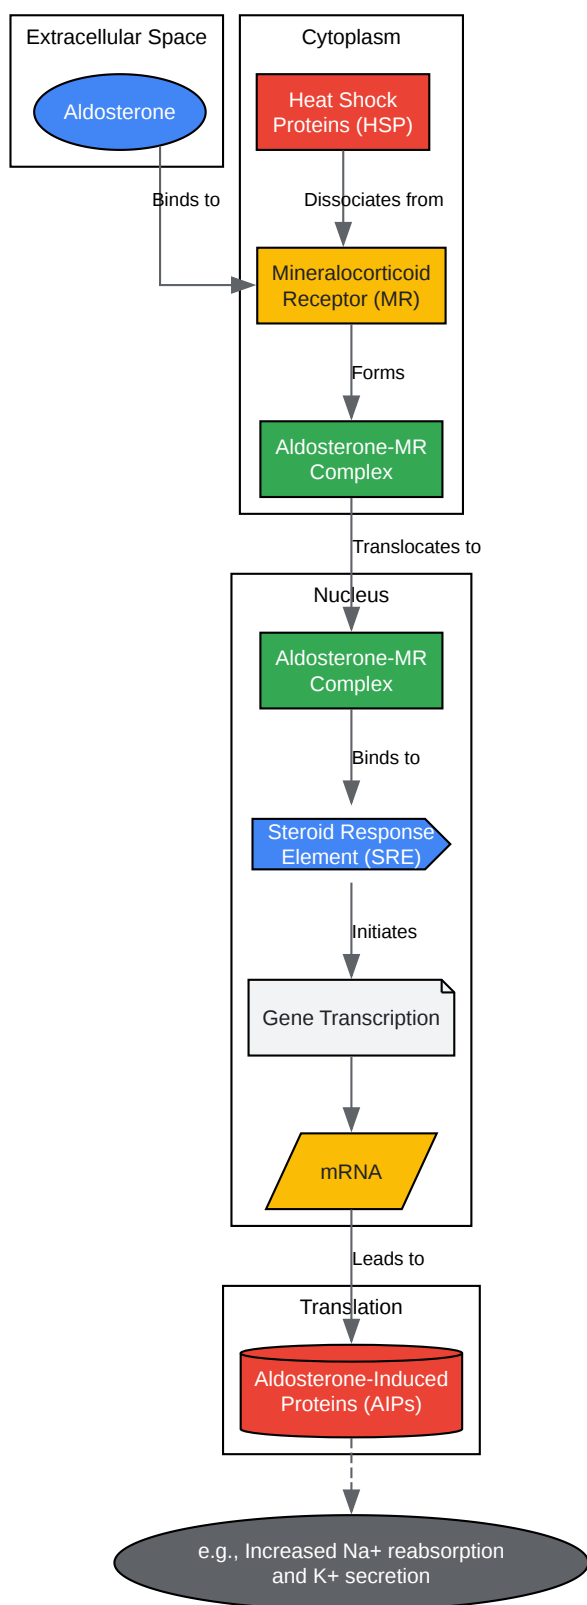 Extracellular Space
Aldosterone
Binds to
Cytoplasm
Heat Shock
Proteins (HSP)
Dissociates from
Mineralocorticoid
Receptor (MR)
Forms
Aldosterone-MR
Complex
Translocates to
Nucleus
Aldosterone-MR
Complex
Binds to
Steroid Response
Element (SRE)
Initiates
Gene Transcription
mRNA
Leads to
Translation
Aldosterone-Induced
Proteins (AIPs)
e.g., Increased Na+ reabsorption
and K+ secretion